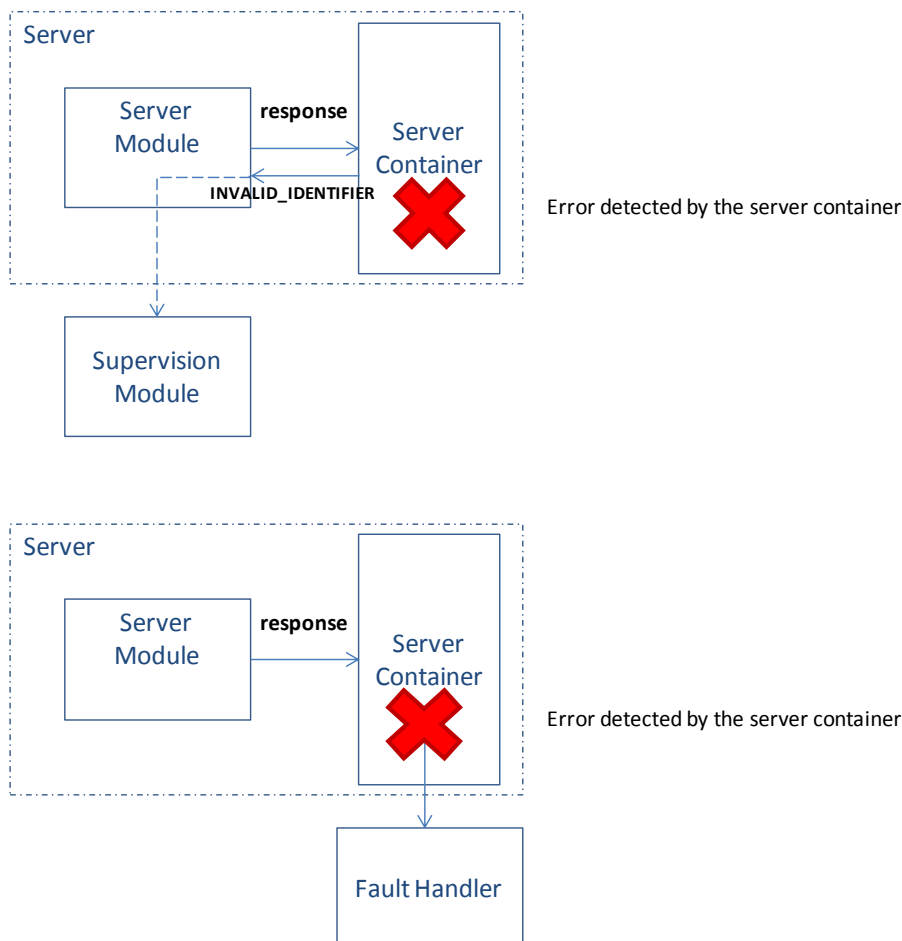 Server
Server
Module
response
Server
Container
INVALID_IDENTIFIER
Error detected by the server container
Supervision
Module
Server
Server
Module
response
Server
Container
Error detected by the server container
Fault Handler